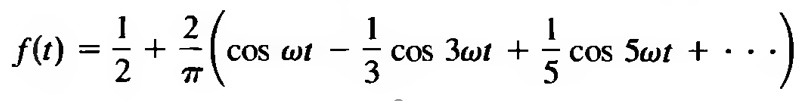 f(t) = 1/2 + 2/π (cos ωt − 1/3 cos 3ωt + 1/5 cos 5ωt + · · ·)